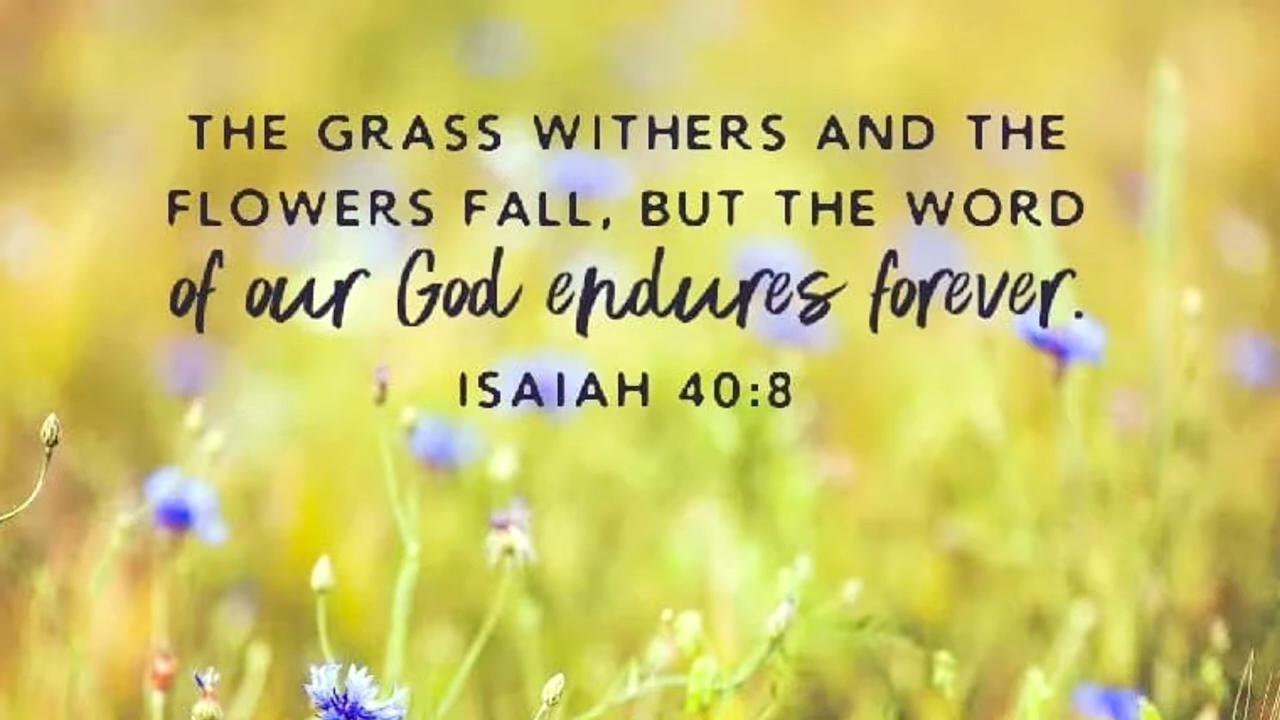 THE GRASS WITHERS AND THE
FLOWERS FALL, BUT THE WORD
of our God endures forever.
ISAIAH 40:8